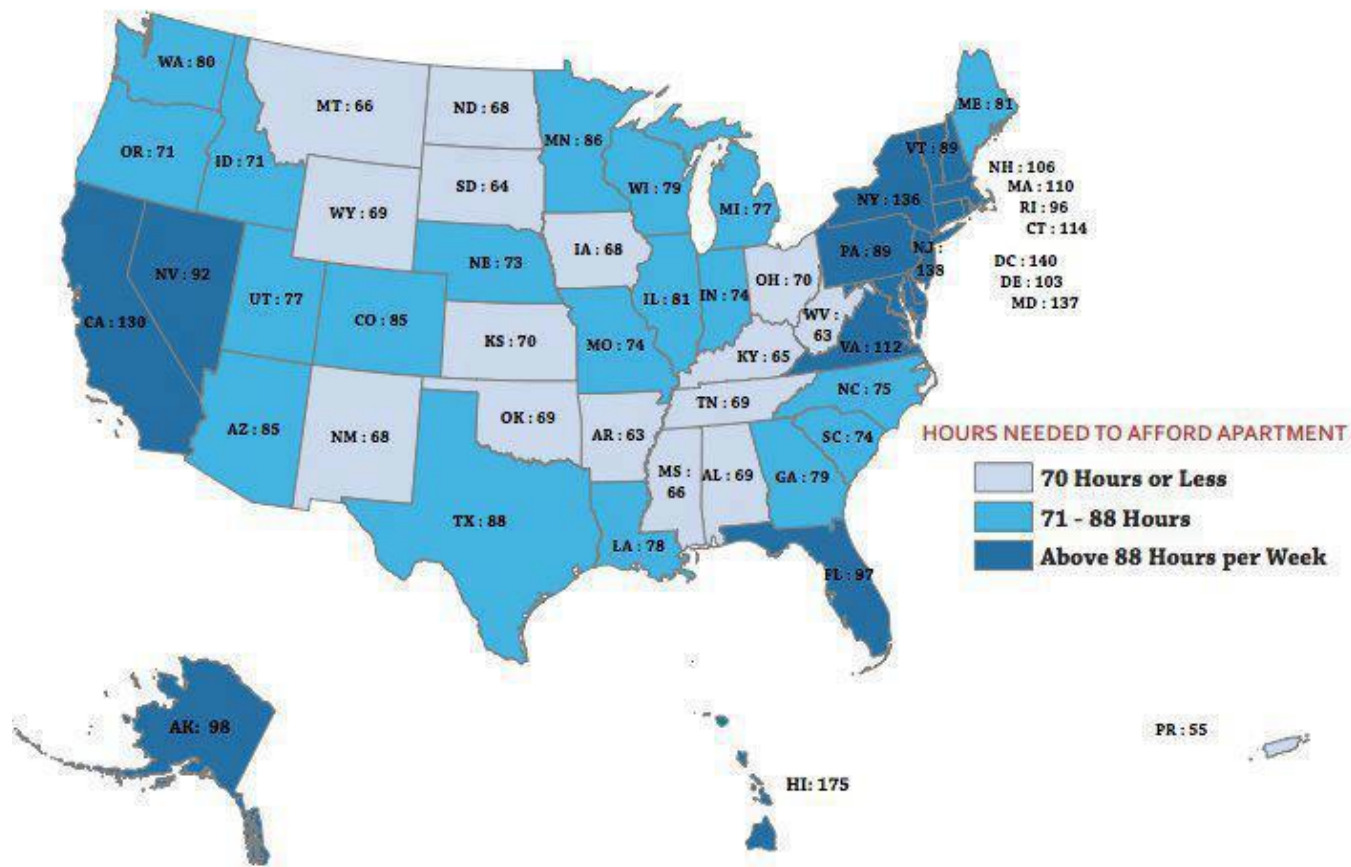 WA : 80
MT : 66
ND : 68
ME : 81
MN : 86
VT : 89
OR : 71
ID : 71
NH : 106
SD : 64
WI : 79
MA : 110
NY : 136
MI : 77
RI : 96
WY : 69
CT : 114
IA : 68
PA : 89
NJ :
138
NE : 73
DC : 140
NV : 92
OH : 70
DE : 103
UT : 77
IL : 81
IN : 74
MD : 137
CO : 85
WV :
63
CA : 130
KS : 70
MO : 74
VA : 112
KY : 65
NC : 75
TN : 69
OK : 69
AZ : 85
NM : 68
AR : 63
SC : 74
HOURS NEEDED TO AFFORD APARTMENT
MS :
66
AL : 69
GA : 79
70 Hours or Less
TX : 88
71 - 88 Hours
LA : 78
Above 88 Hours per Week
FL : 97
AK: 98
PR : 55
HI: 175